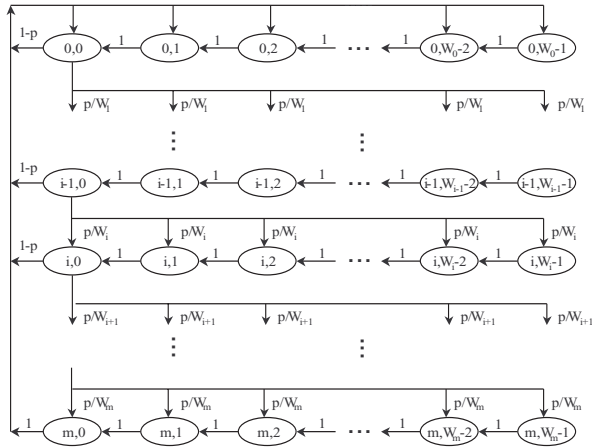 1-p 1 1 1 1 1
0,0 0,1 0,2 ... 0,W0-2 0,W0-1
p/W1 p/W1 p/W1 p/W1 p/W1
1-p 1 1 1 1 1
i-1,0 i-1,1 i-1,2 ... i-1,Wi-1-2 i-1,Wi-1-1
p/Wi p/Wi p/Wi p/Wi p/Wi
1-p 1 1 1 1 1
i,0 i,1 i,2 ... i,Wi-2 i,Wi-1
p/Wi+1 p/Wi+1 p/Wi+1 p/Wi+1 p/Wi+1
p/Wm p/Wm p/Wm p/Wm p/Wm
1 1 1 1 1 1
m,0 m,1 m,2 ... m,Wm-2 m,Wm-1